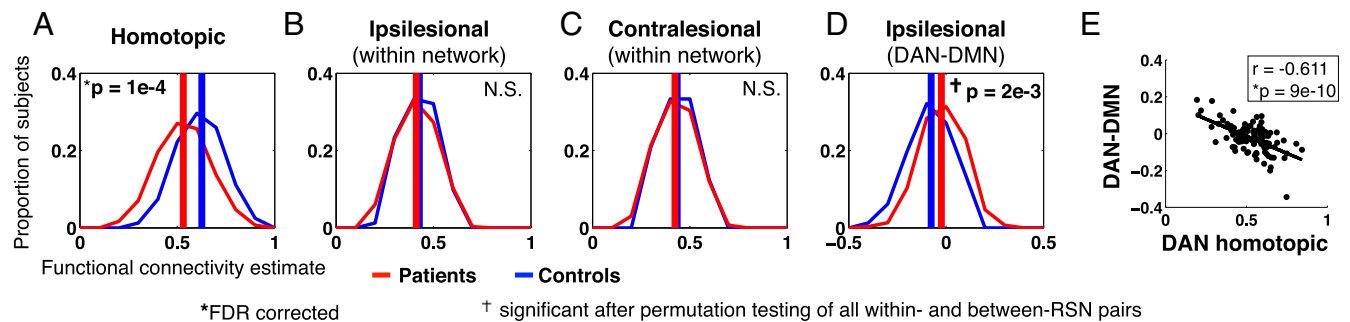 A
Homotopic
*p = 1e-4
Proportion of subjects
0.4
0.2
0
0
0.5
1
Functional connectivity estimate
B
Ipsilesional
(within network)
N.S.
0.4
0.2
0
0
0.5
1
C
Contralesional
(within network)
N.S.
0.4
0.2
0
0
0.5
1
D
Ipsilesional
(DAN-DMN)
† p = 2e-3
0.4
0.2
0
−0.5
0
0.5
E
r = -0.611
*p = 9e-10
DAN-DMN
0.4
0.2
0
−0.2
−0.4
0
0.5
1
DAN homotopic
Patients
Controls
*FDR corrected
† significant after permutation testing of all within- and between-RSN pairs